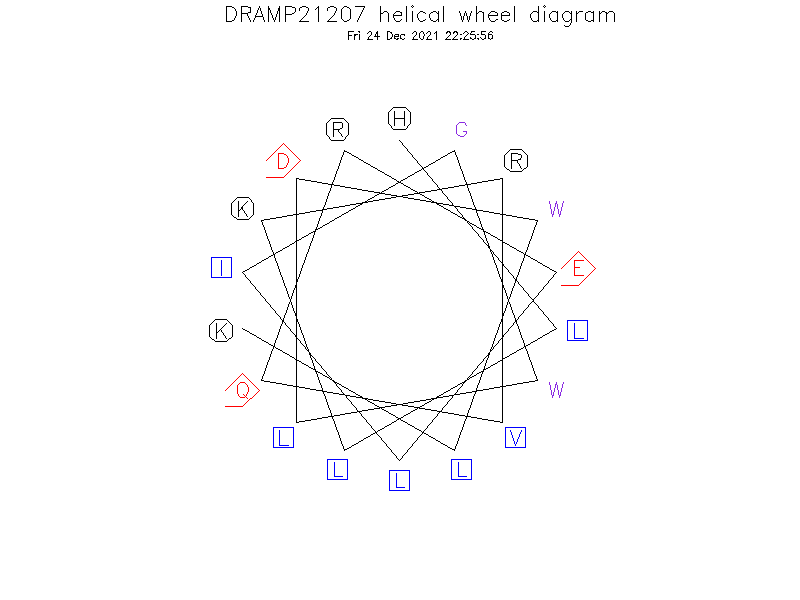 DRAMP21207 helical wheel diagram
Fri 24 Dec 2021 22:25:56
H
R G
D R
K W
I E
K L
Q W
L V
L L
L